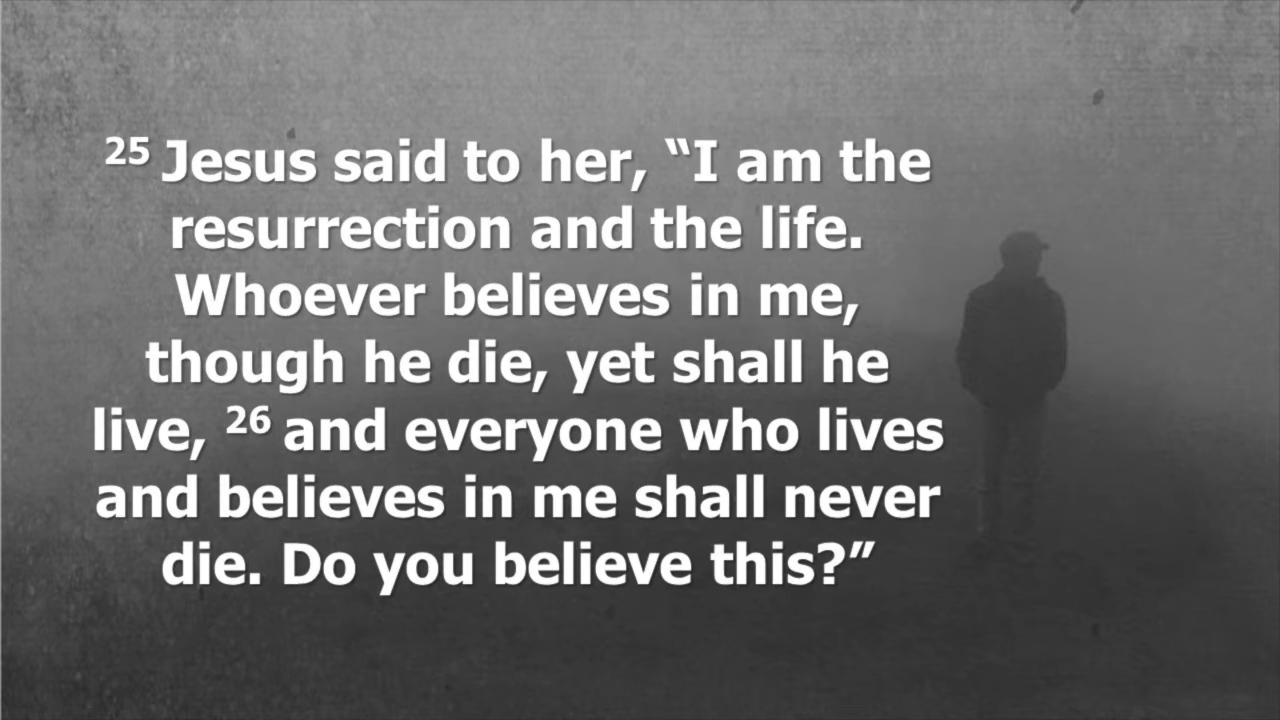 25 Jesus said to her, “I am the
resurrection and the life.
Whoever believes in me,
though he die, yet shall he
live, 26 and everyone who lives
and believes in me shall never
die. Do you believe this?”